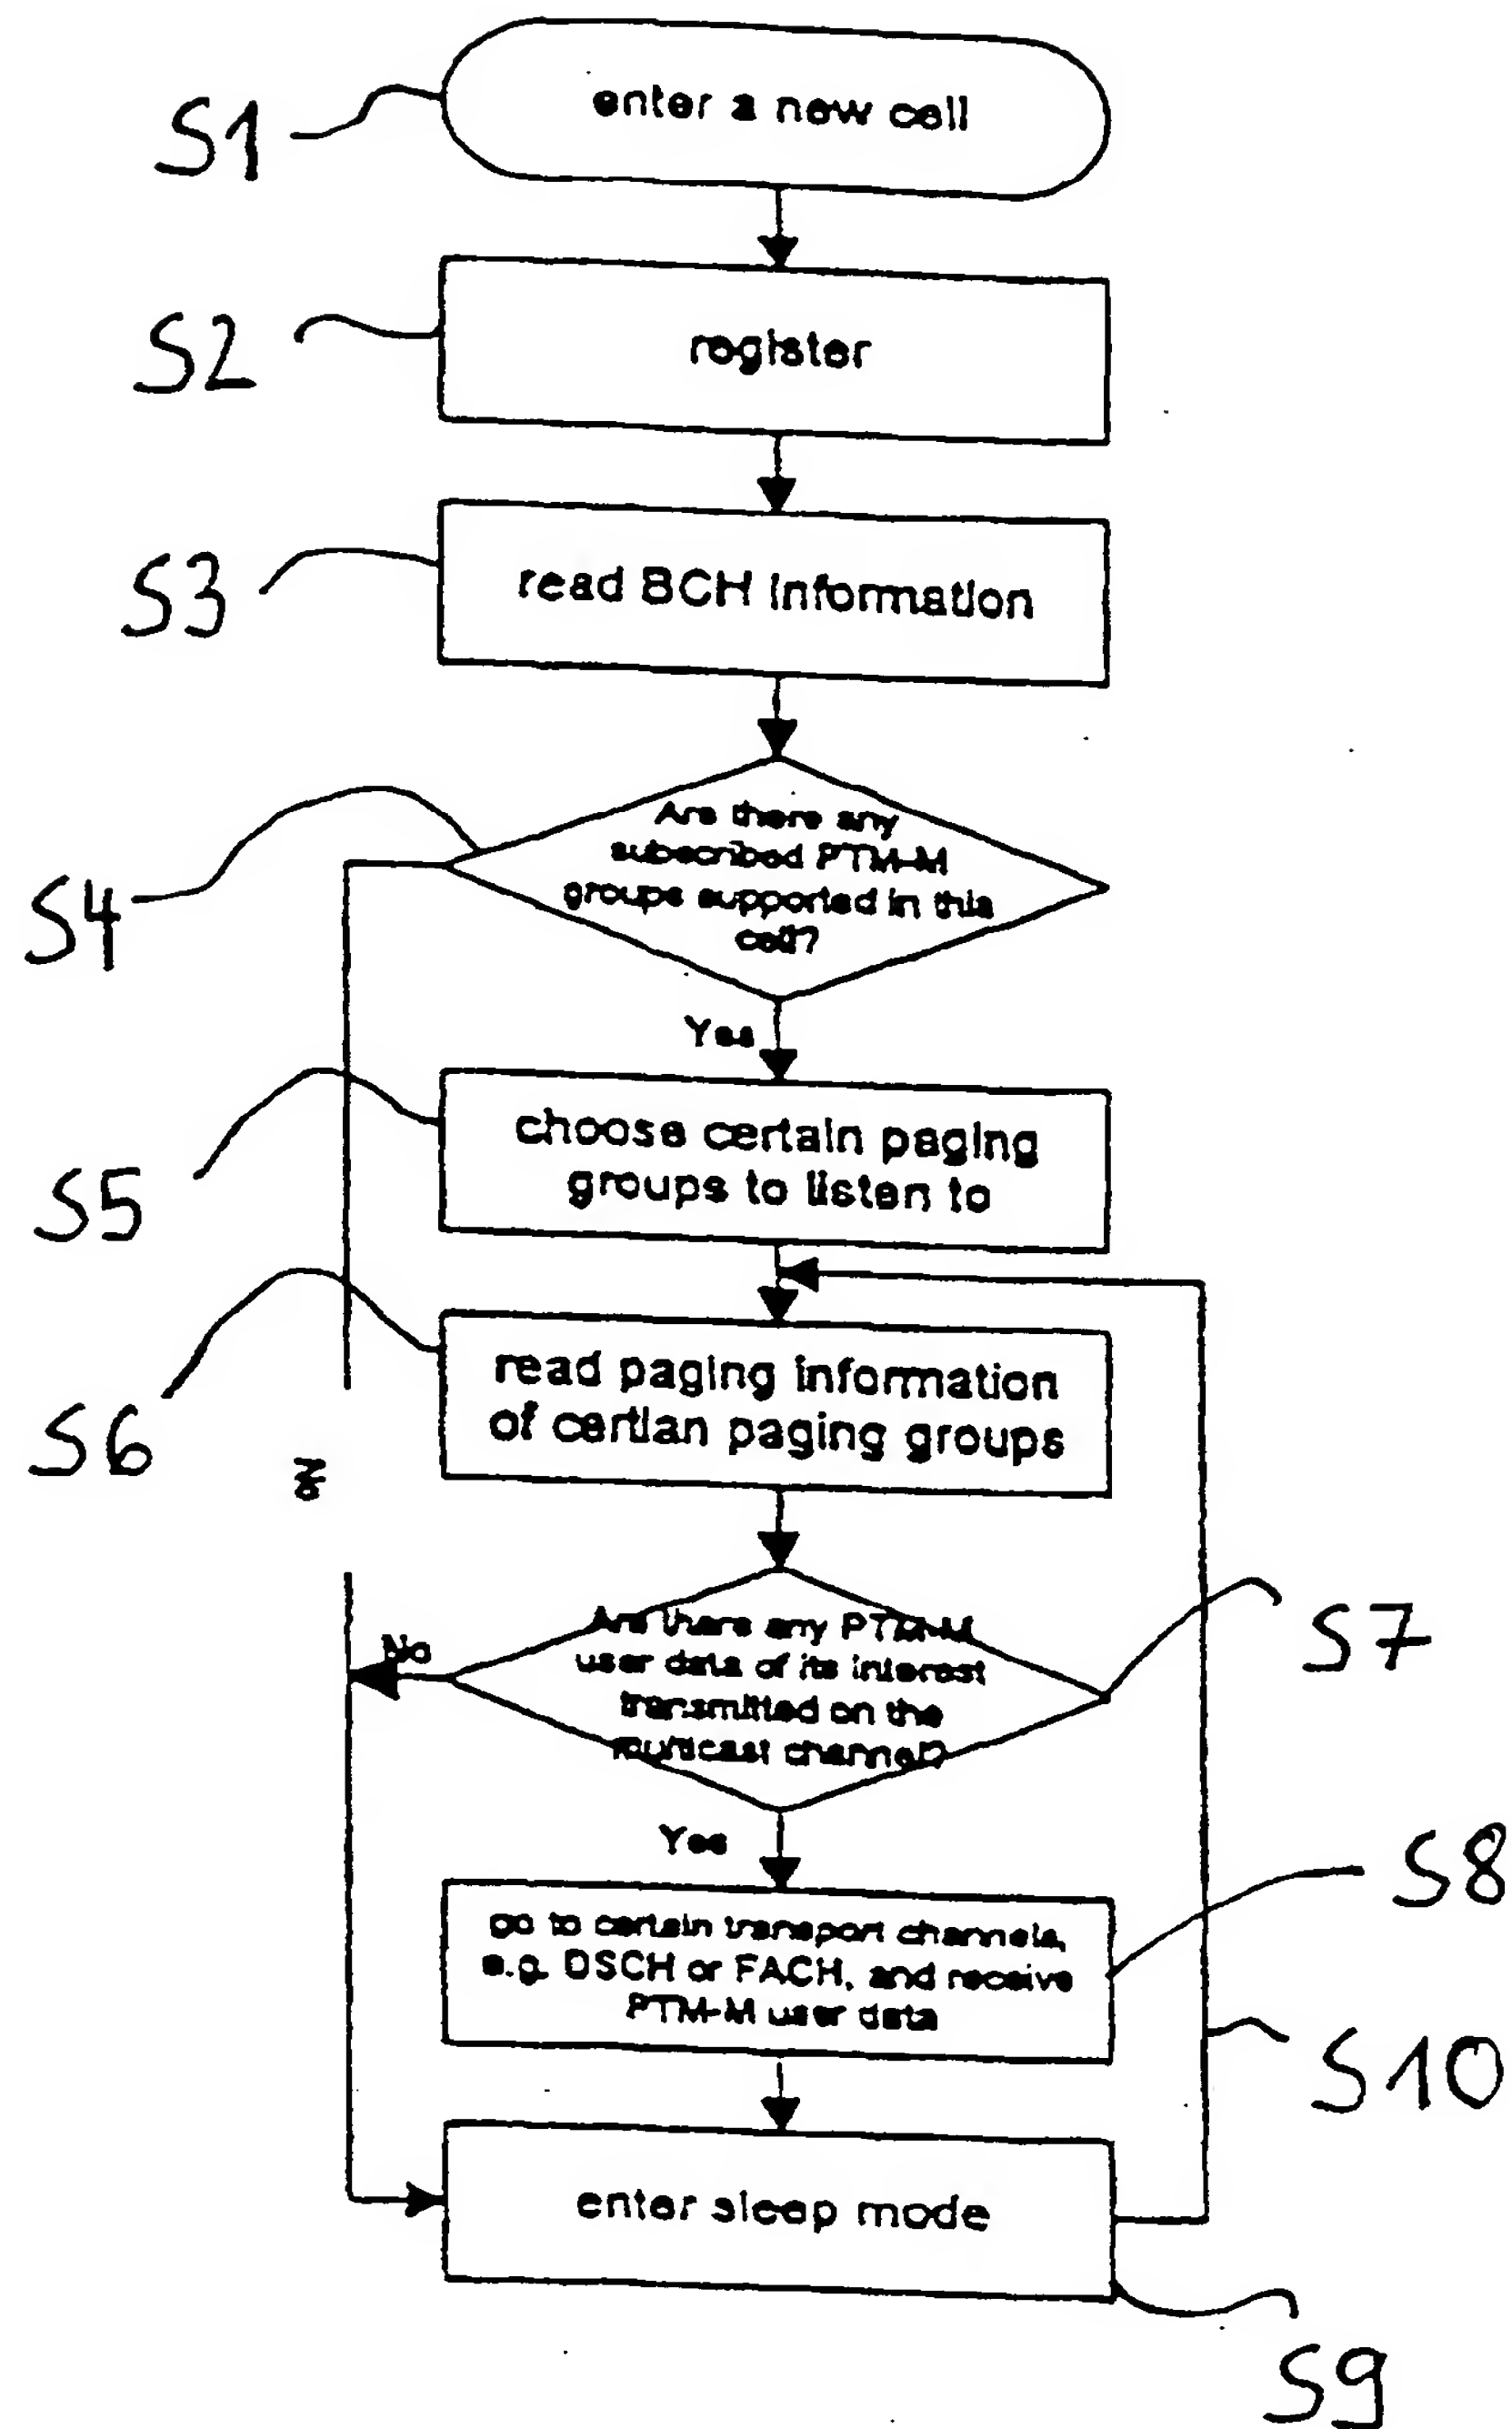 S1
enter a new cell
S2
register
S3
read BCH Information
S4
Are there any
subscribed PTM-M
groups supported in this
cell?
Yes
S5
choose certain paging
groups to listen to
S6
read paging information
of certian paging groups
No
Are there any PTM-M
user data of its interest
transmitted on the
multicast channel?
No
S7
Yes
S8
go to certain transport channels,
e.g. DSCH or FACH, and receive
PTM-M user data
S10
enter sleep mode
S9